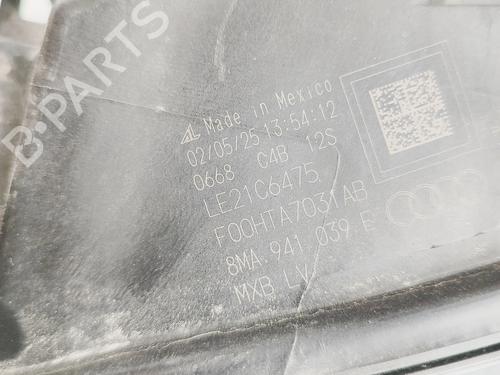 B-PARTS
Made in Mexico
02/05/25 13:54:12
0668 C4B 12S
LE21C6475
F00HTA7031AB
8MA 941 039 E
MXB LV